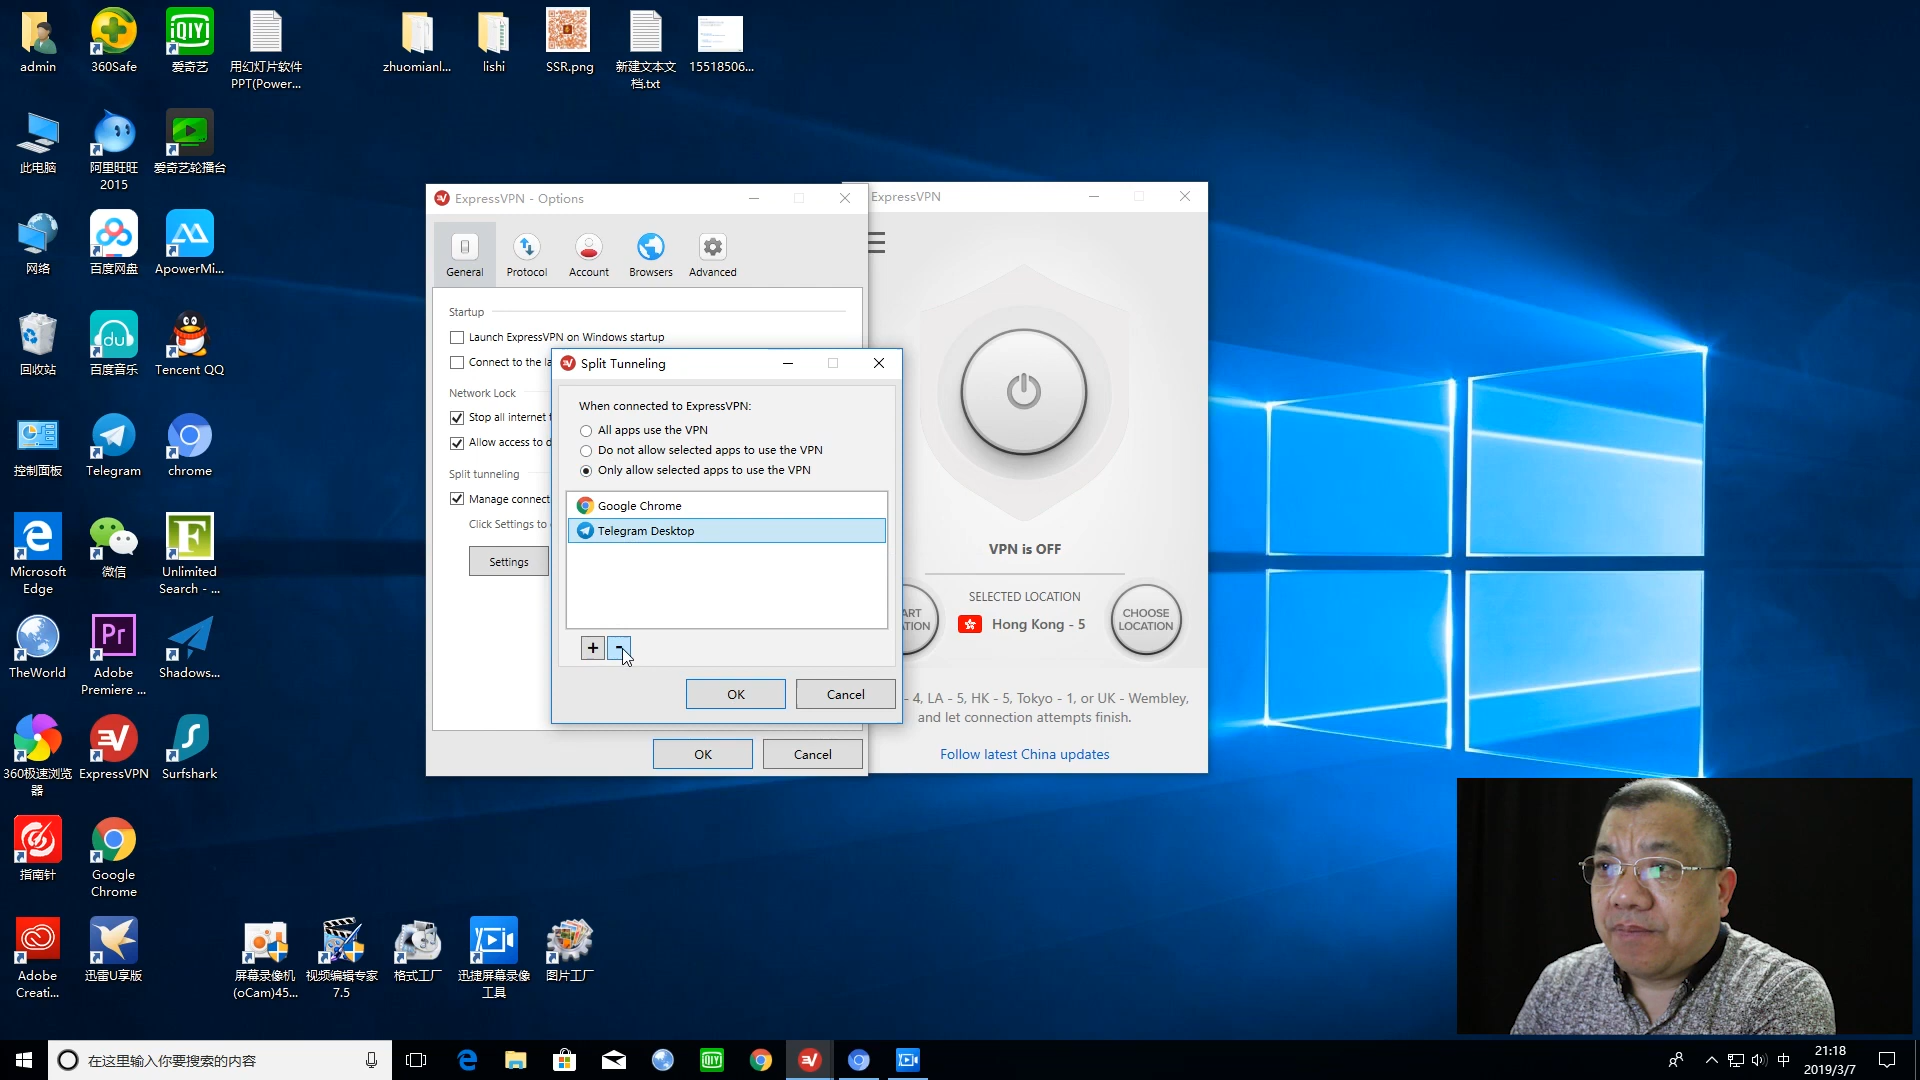 admin
360Safe
爱奇艺
用幻灯片软件
PPT(Power...
zhuomianl...
lishi
SSR.png
新建文本文
档.txt
15518506...
此电脑
阿里旺旺
2015
爱奇艺轮播台
网络
百度网盘
ApowerMi...
回收站
百度音乐
Tencent QQ
控制面板
Telegram
chrome
Microsoft
Edge
微信
Unlimited
Search - ...
TheWorld
Adobe
Premiere ...
Shadows...
360极速浏览
器
ExpressVPN
Surfshark
指南针
Google
Chrome
Adobe
Creati...
迅雷U享版
屏幕录像机
(oCam)45...
视频编辑专家
7.5
格式工厂
迅捷屏幕录像
工具
图片工厂
ExpressVPN - Options
General
Protocol
Account
Browsers
Advanced
Startup
Launch ExpressVPN on Windows startup
Connect to the la
Network Lock
Stop all internet t
Allow access to d
Split tunneling
Manage connect
Click Settings to
Settings
OK
Cancel
Split Tunneling
When connected to ExpressVPN:
All apps use the VPN
Do not allow selected apps to use the VPN
Only allow selected apps to use the VPN
Google Chrome
Telegram Desktop
+
-
OK
Cancel
ExpressVPN
VPN is OFF
ART
TION
SELECTED LOCATION
Hong Kong - 5
CHOOSE
LOCATION
- 4, LA - 5, HK - 5, Tokyo - 1, or UK - Wembley,
and let connection attempts finish.
Follow latest China updates
在这里输入你要搜索的内容
中
21:18
2019/3/7